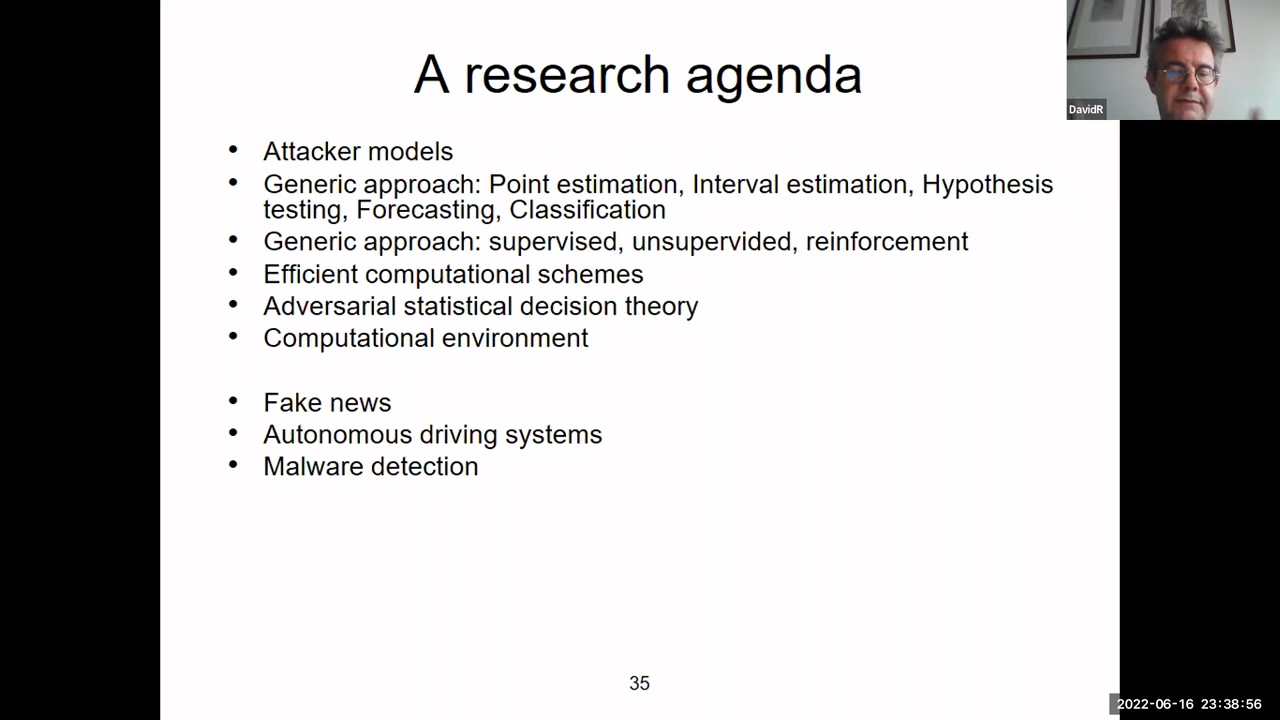 A research agenda
DavidR
• Attacker models
• Generic approach: Point estimation, Interval estimation, Hypothesis
testing, Forecasting, Classification
• Generic approach: supervised, unsupervided, reinforcement
• Efficient computational schemes
• Adversarial statistical decision theory
• Computational environment
• Fake news
• Autonomous driving systems
• Malware detection
35
2022-06-16 23:38:56